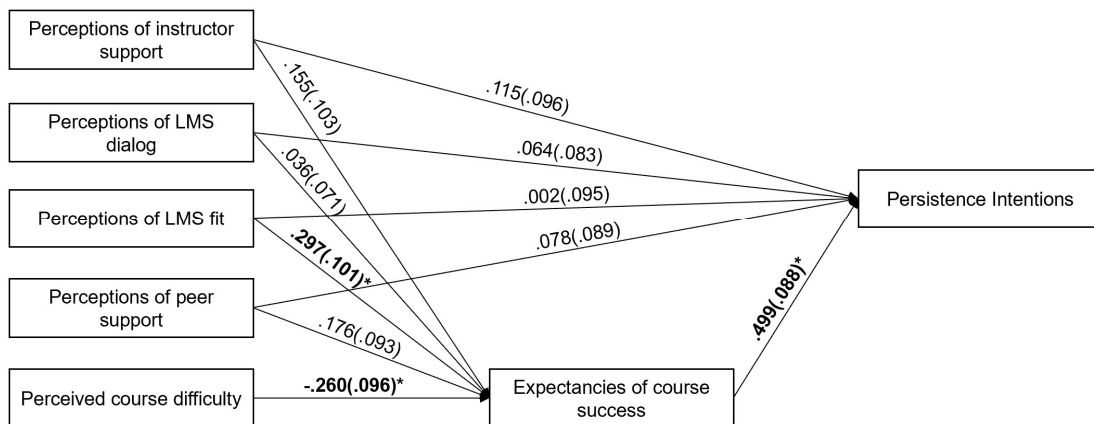 Perceptions of instructor
support
.155(.103)
.115(.096)
Perceptions of LMS
dialog
.036(.071)
.064(.083)
Perceptions of LMS fit
.297(.101)*
.002(.095)
Persistence Intentions
Perceptions of peer
support
.078(.089)
.176(.093)
.499(.088)*
Perceived course difficulty
-.260(.096)*
Expectancies of course
success